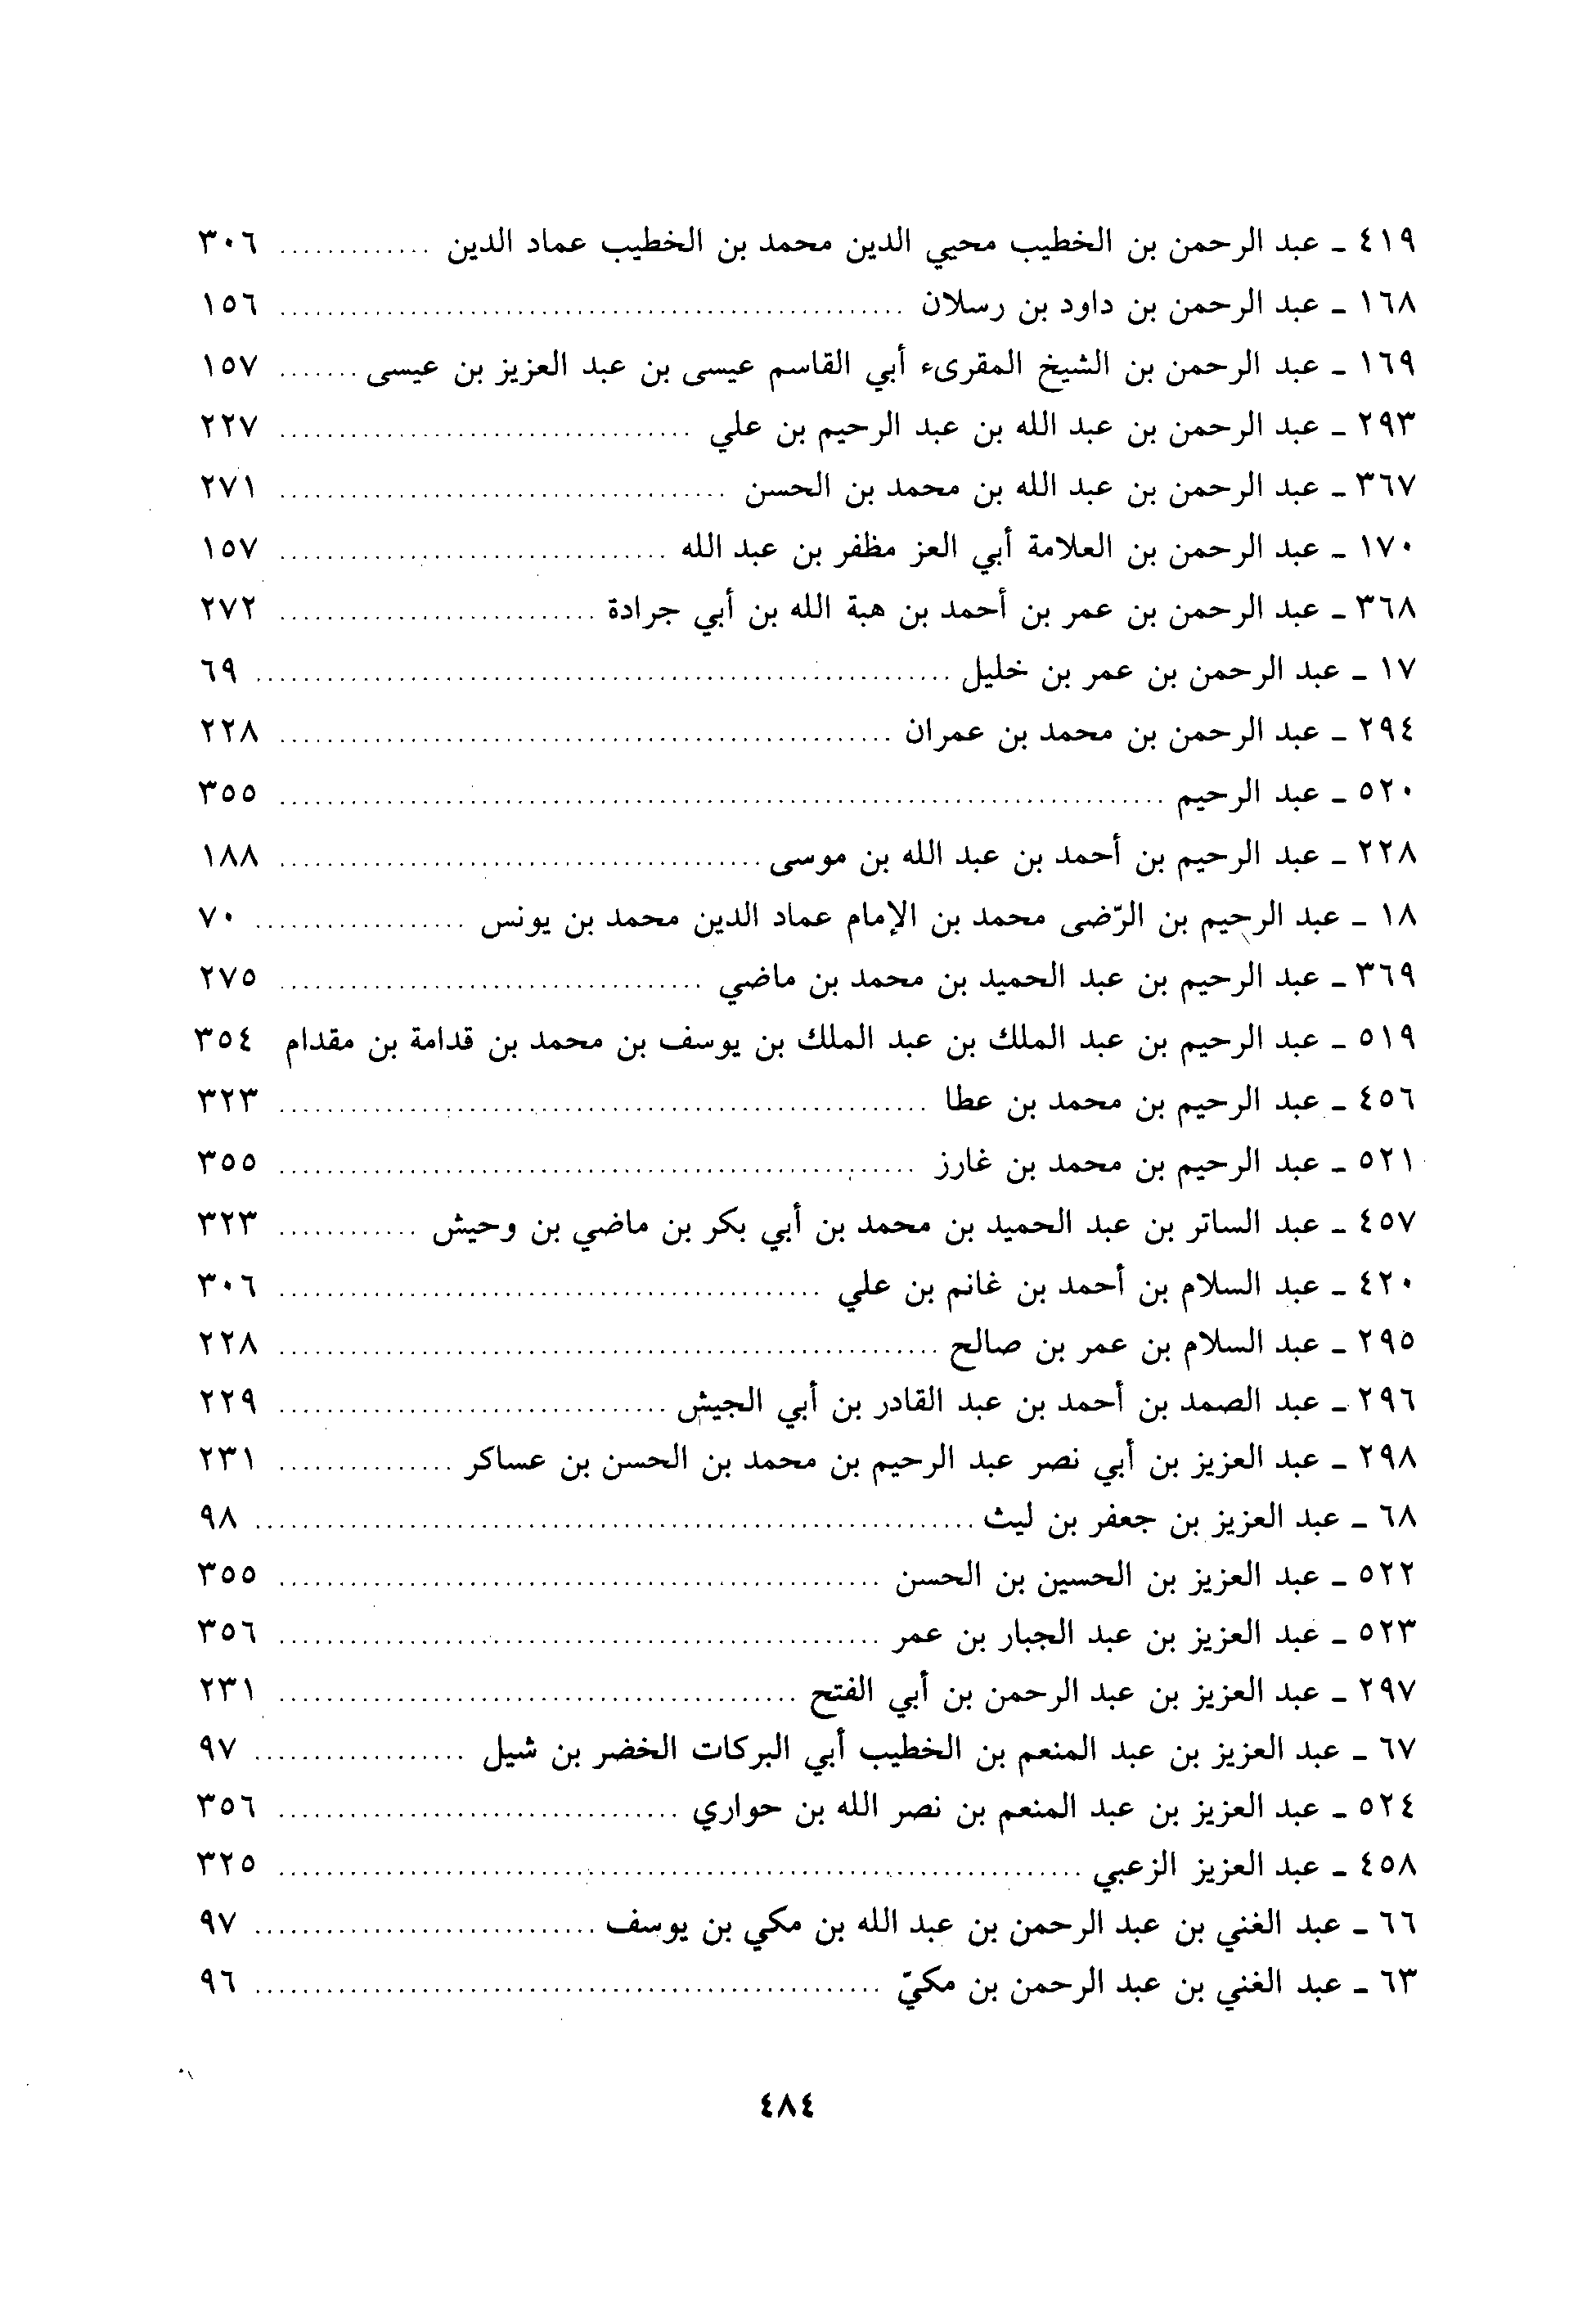 ٤١٩ ـ عبد الرحمن بن الخطيب محيي الدين محمد بن الخطيب عماد الدين ............. ٣٠٦
١٦٨ ـ عبد الرحمن بن داود بن رسلان ..................................................... ١٥٦
١٦٩ ـ عبد الرحمن بن الشيخ المقرىء أبي القاسم عيسى بن عبد العزيز بن عيسى ....... ١٥٧
٢٩٣ ـ عبد الرحمن بن عبد الله بن عبد الرحيم بن علي ................................... ٢٢٧
٣٦٧ ـ عبد الرحمن بن عبد الله بن محمد بن الحسن ...................................... ٢٧١
١٧٠ ـ عبد الرحمن بن العلامة أبي العز مظفر بن عبد الله ................................. ١٥٧
٣٦٨ ـ عبد الرحمن بن عمر بن أحمد بن هبة الله بن أبي جرادة ........................... ٢٧٢
١٧ ـ عبد الرحمن بن عمر بن خليل ........................................................... ٦٩
٢٩٤ ـ عبد الرحمن بن محمد بن عمران .................................................... ٢٢٨
٥٢٠ ـ عبد الرحيم ........................................................................... ٣٥٥
٢٢٨ ـ عبد الرحيم بن أحمد بن عبد الله بن موسى ......................................... ١٨٨
١٨ ـ عبد الرحيم بن الرّضى محمد بن الإمام عماد الدين محمد بن يونس .................. ٧٠
٣٦٩ ـ عبد الرحيم بن عبد الحميد بن محمد بن ماضي .................................... ٢٧٥
٥١٩ ـ عبد الرحيم بن عبد الملك بن عبد الملك بن يوسف بن محمد بن قدامة بن مقدام ٣٥٤
٤٥٦ ـ عبد الرحيم بن محمد بن عطا ....................................................... ٣٢٣
٥٢١ ـ عبد الرحيم بن محمد بن غارز ...................................................... ٣٥٥
٤٥٧ ـ عبد الساتر بن عبد الحميد بن محمد بن أبي بكر بن ماضي بن وحيش ............ ٣٢٣
٤٢٠ ـ عبد السلام بن أحمد بن غانم بن علي .............................................. ٣٠٦
٢٩٥ ـ عبد السلام بن عمر بن صالح ........................................................ ٢٢٨
٢٩٦ ـ عبد الصمد بن أحمد بن عبد القادر بن أبي الجيش ................................. ٢٢٩
٢٩٨ ـ عبد العزيز بن أبي نصر عبد الرحيم بن محمد بن الحسن بن عساكر ............... ٢٣١
٦٨ ـ عبد العزيز بن جعفر بن ليث ............................................................. ٩٨
٥٢٢ ـ عبد العزيز بن الحسين بن الحسن ................................................... ٣٥٥
٥٢٣ ـ عبد العزيز بن عبد الجبار بن عمر ................................................... ٣٥٦
٢٩٧ ـ عبد العزيز بن عبد الرحمن بن أبي الفتح ............................................ ٢٣١
٦٧ ـ عبد العزيز بن عبد المنعم بن الخطيب أبي البركات الخضر بن شيل .................. ٩٧
٥٢٤ ـ عبد العزيز بن عبد المنعم بن نصر الله بن حواري .................................. ٣٥٦
٤٥٨ ـ عبد العزيز الزعبي .................................................................... ٣٢٥
٦٦ ـ عبد الغني بن عبد الرحمن بن عبد الله بن مكي بن يوسف ............................. ٩٧
٦٣ ـ عبد الغني بن عبد الرحمن بن مكيّ ..................................................... ٩٦
٤٨٤